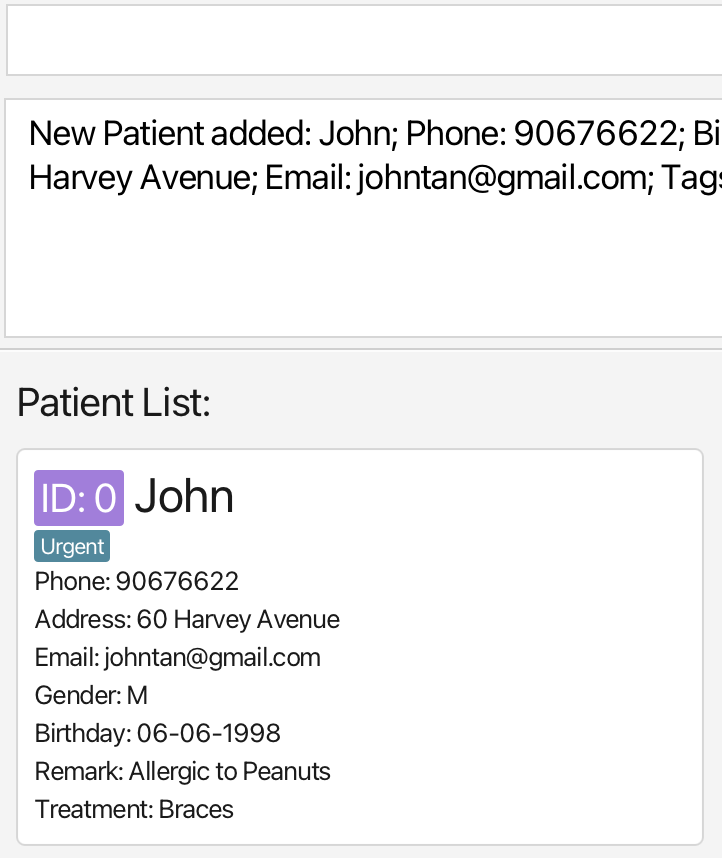 New Patient added: John; Phone: 90676622;
Harvey Avenue; Email: johntan@gmail.com;
Patient List:
ID: 0 John
Urgent
Phone: 90676622
Address: 60 Harvey Avenue
Email: johntan@gmail.com
Gender: M
Birthday: 06-06-1998
Remark: Allergic to Peanuts
Treatment: Braces